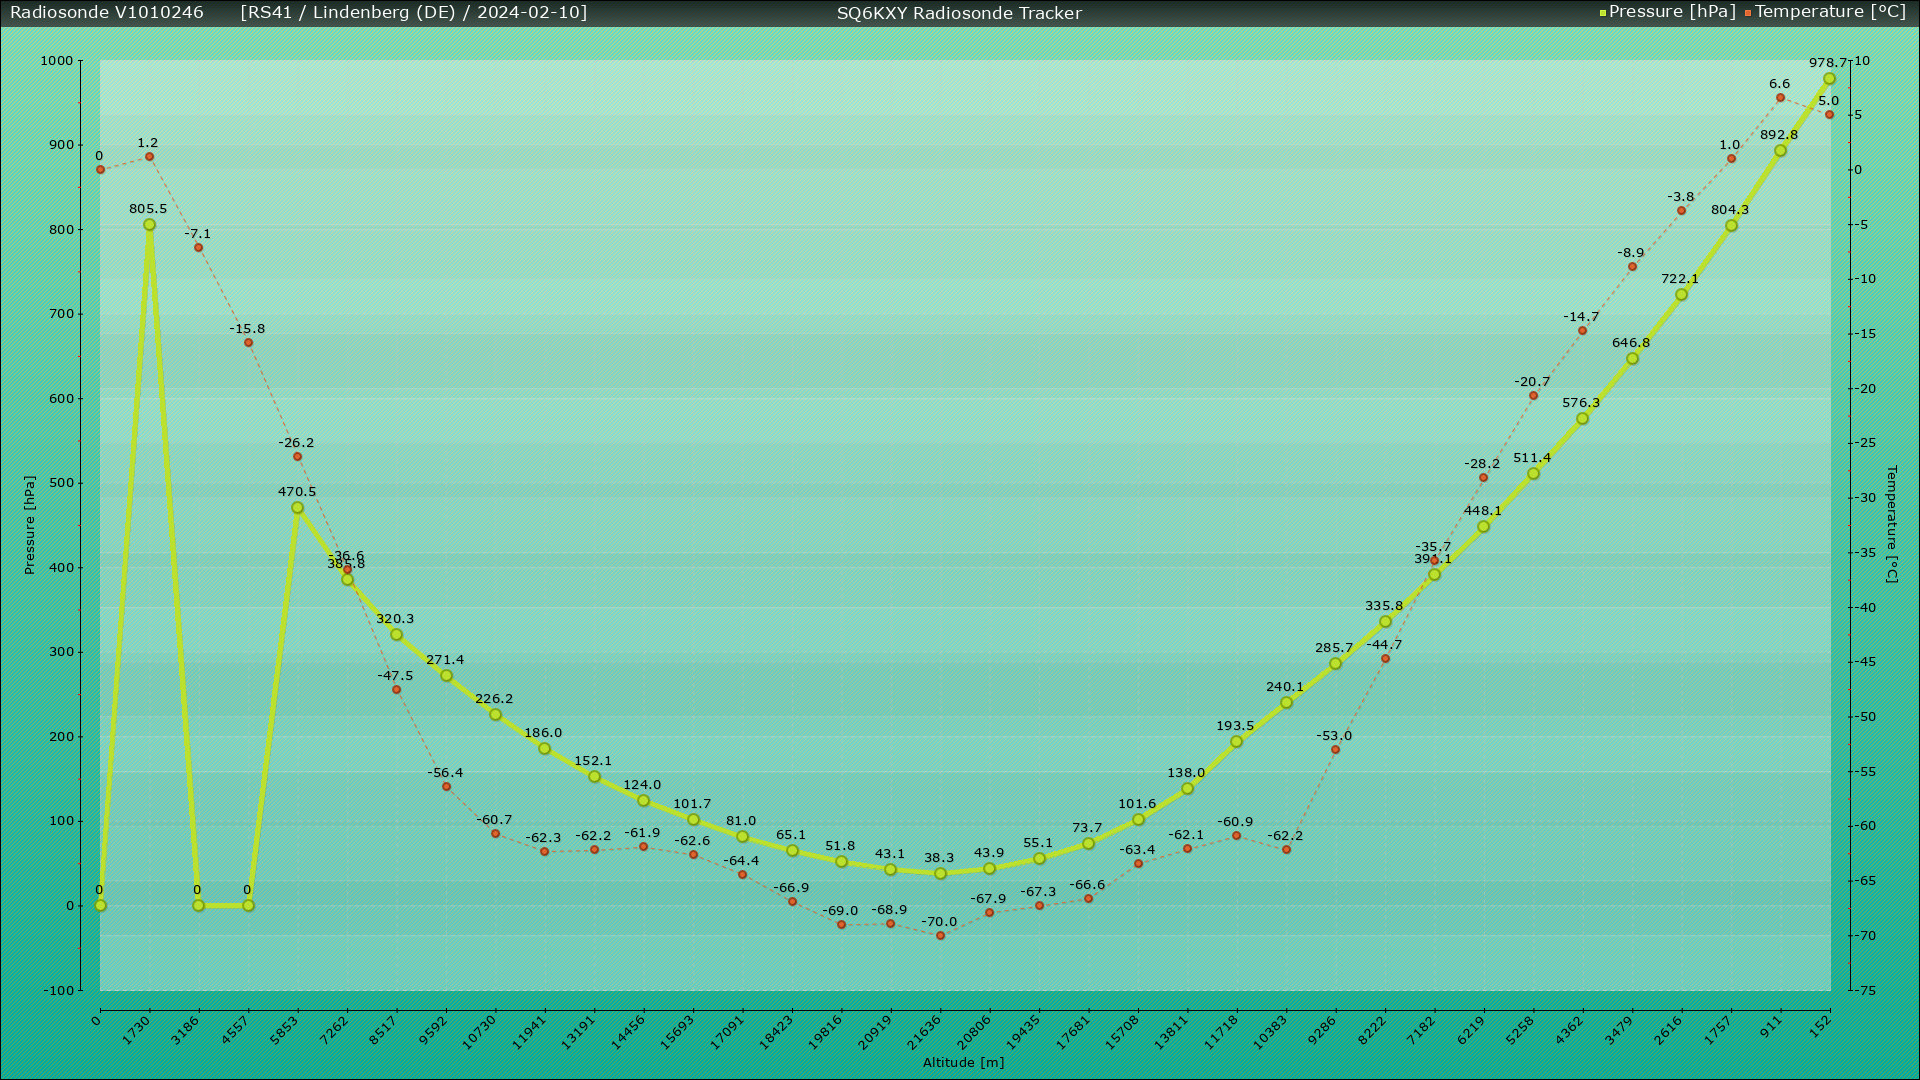 Radiosonde V1010246 [RS41 / Lindenberg (DE) / 2024-02-10] SQ6KXY Radiosonde Tracker Pressure [hPa] Temperature [ºC]
1000 900 800 700 600 500 400 300 200 100 0 -100
Pressure [hPa]
0 805.5 0 0 470.5 385.8 320.3 271.4 226.2 186.0 152.1 124.0 101.7 81.0 65.1 51.8 43.1 38.3 43.9 55.1 73.7 101.6 138.0 193.5 240.1 285.7 335.8 391.1 448.1 511.4 576.3 646.8 722.1 804.3 892.8 978.7
0 1.2 -7.1 -15.8 -26.2 -36.6 -47.5 -56.4 -60.7 -62.3 -62.2 -61.9 -62.6 -64.4 -66.9 -69.0 -68.9 -70.0 -67.9 -67.3 -66.6 -63.4 -62.1 -60.9 -62.2 -53.0 -44.7 -35.7 -28.2 -20.7 -14.7 -8.9 -3.8 1.0 6.6 5.0
10 5 0 -5 -10 -15 -20 -25 -30 -35 -40 -45 -50 -55 -60 -65 -70 -75
Temperature [ºC]
0 1730 3186 4557 5853 7262 8517 9592 10730 11941 13191 14456 15693 17091 18423 19816 20919 21636 20806 19435 17681 15708 13811 11718 10383 9286 8222 7182 6219 5258 4362 3479 2616 1757 911 152
Altitude [m]